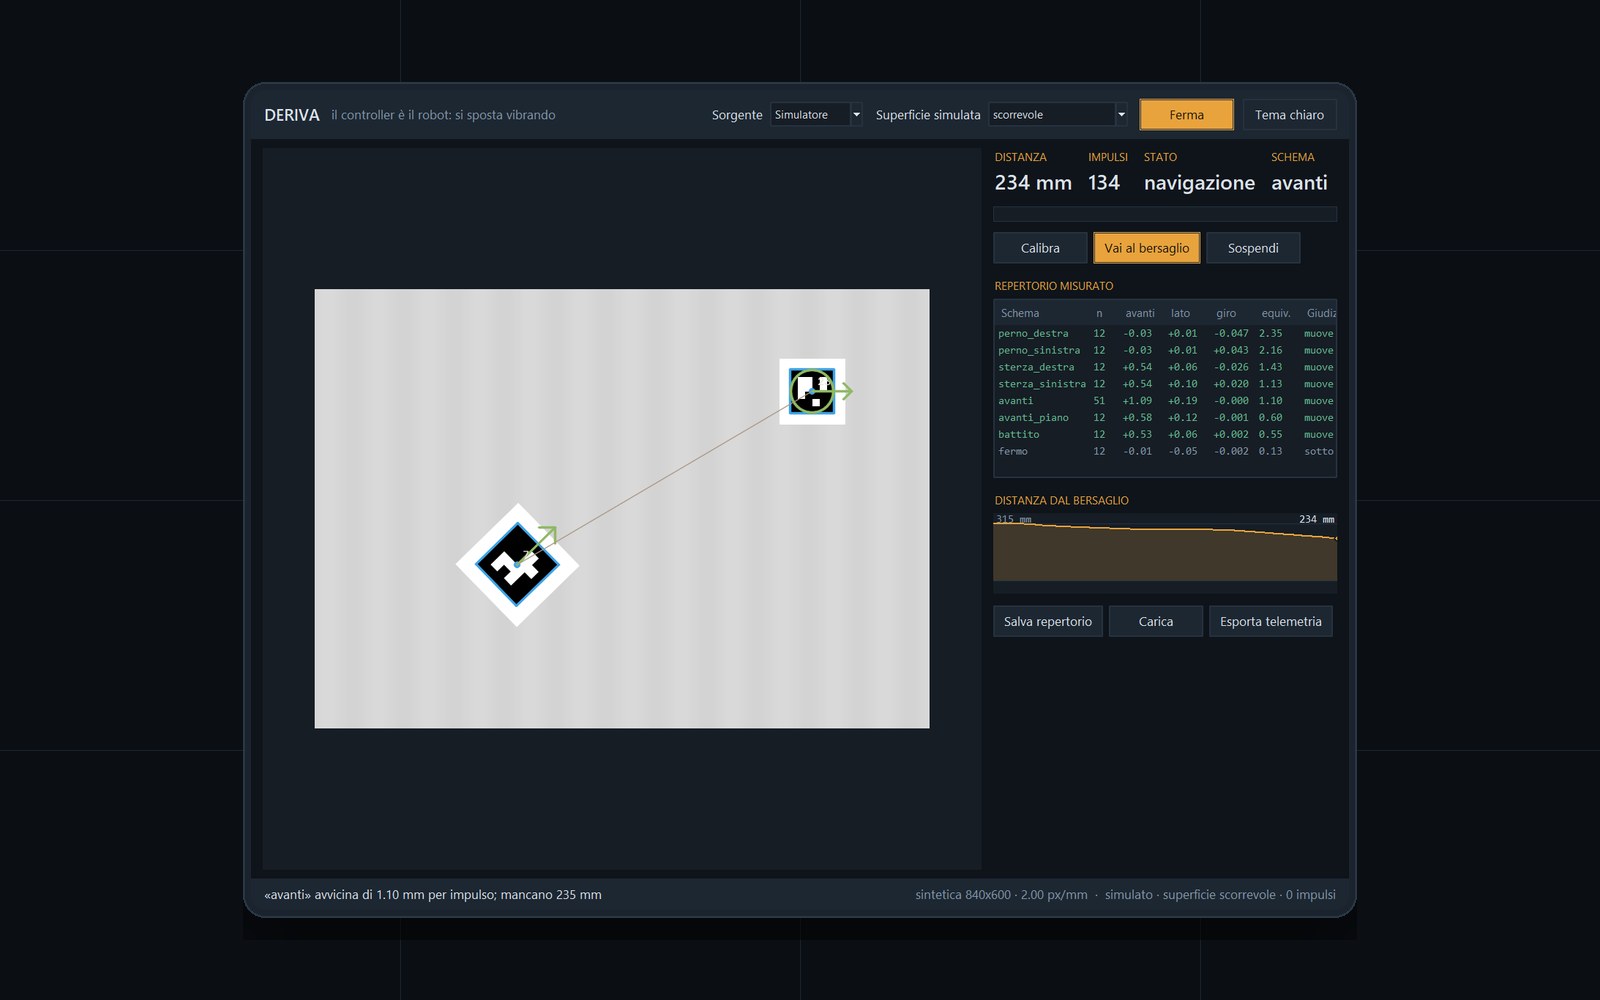 DERIVA il controller è il robot: si sposta vibrando Sorgente Simulatore Superficie simulata scorrevole Ferma Tema chiaro
DISTANZA IMPULSI STATO SCHEMA
234 mm 134 navigazione avanti
Calibra Vai al bersaglio Sospendi
REPERTORIO MISURATO
Schema n avanti lato giro equiv. Giudiz
perno_destra 12 -0.03 +0.01 -0.047 2.35 muove
perno_sinistra 12 -0.03 +0.01 +0.043 2.16 muove
sterza_destra 12 +0.54 +0.06 -0.026 1.43 muove
sterza_sinistra 12 +0.54 +0.10 +0.020 1.13 muove
avanti 51 +1.09 +0.19 -0.000 1.10 muove
avanti_piano 12 +0.58 +0.12 -0.001 0.60 muove
battito 12 +0.53 +0.06 +0.002 0.55 muove
fermo 12 -0.01 -0.05 -0.002 0.13 sotto
DISTANZA DAL BERSAGLIO
315 mm 234 mm
Salva repertorio Carica Esporta telemetria
«avanti» avvicina di 1.10 mm per impulso; mancano 235 mm sintetica 840x600 · 2.00 px/mm · simulato · superficie scorrevole · 0 impulsi